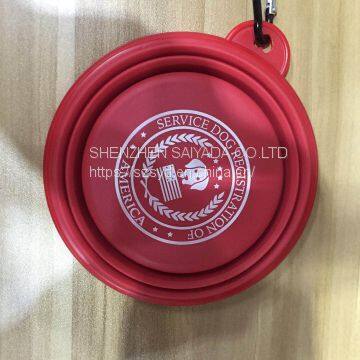 SERVICE DOG REGISTRATION OF AMERICA
SHENZHEN SAIYADA CO.LTD